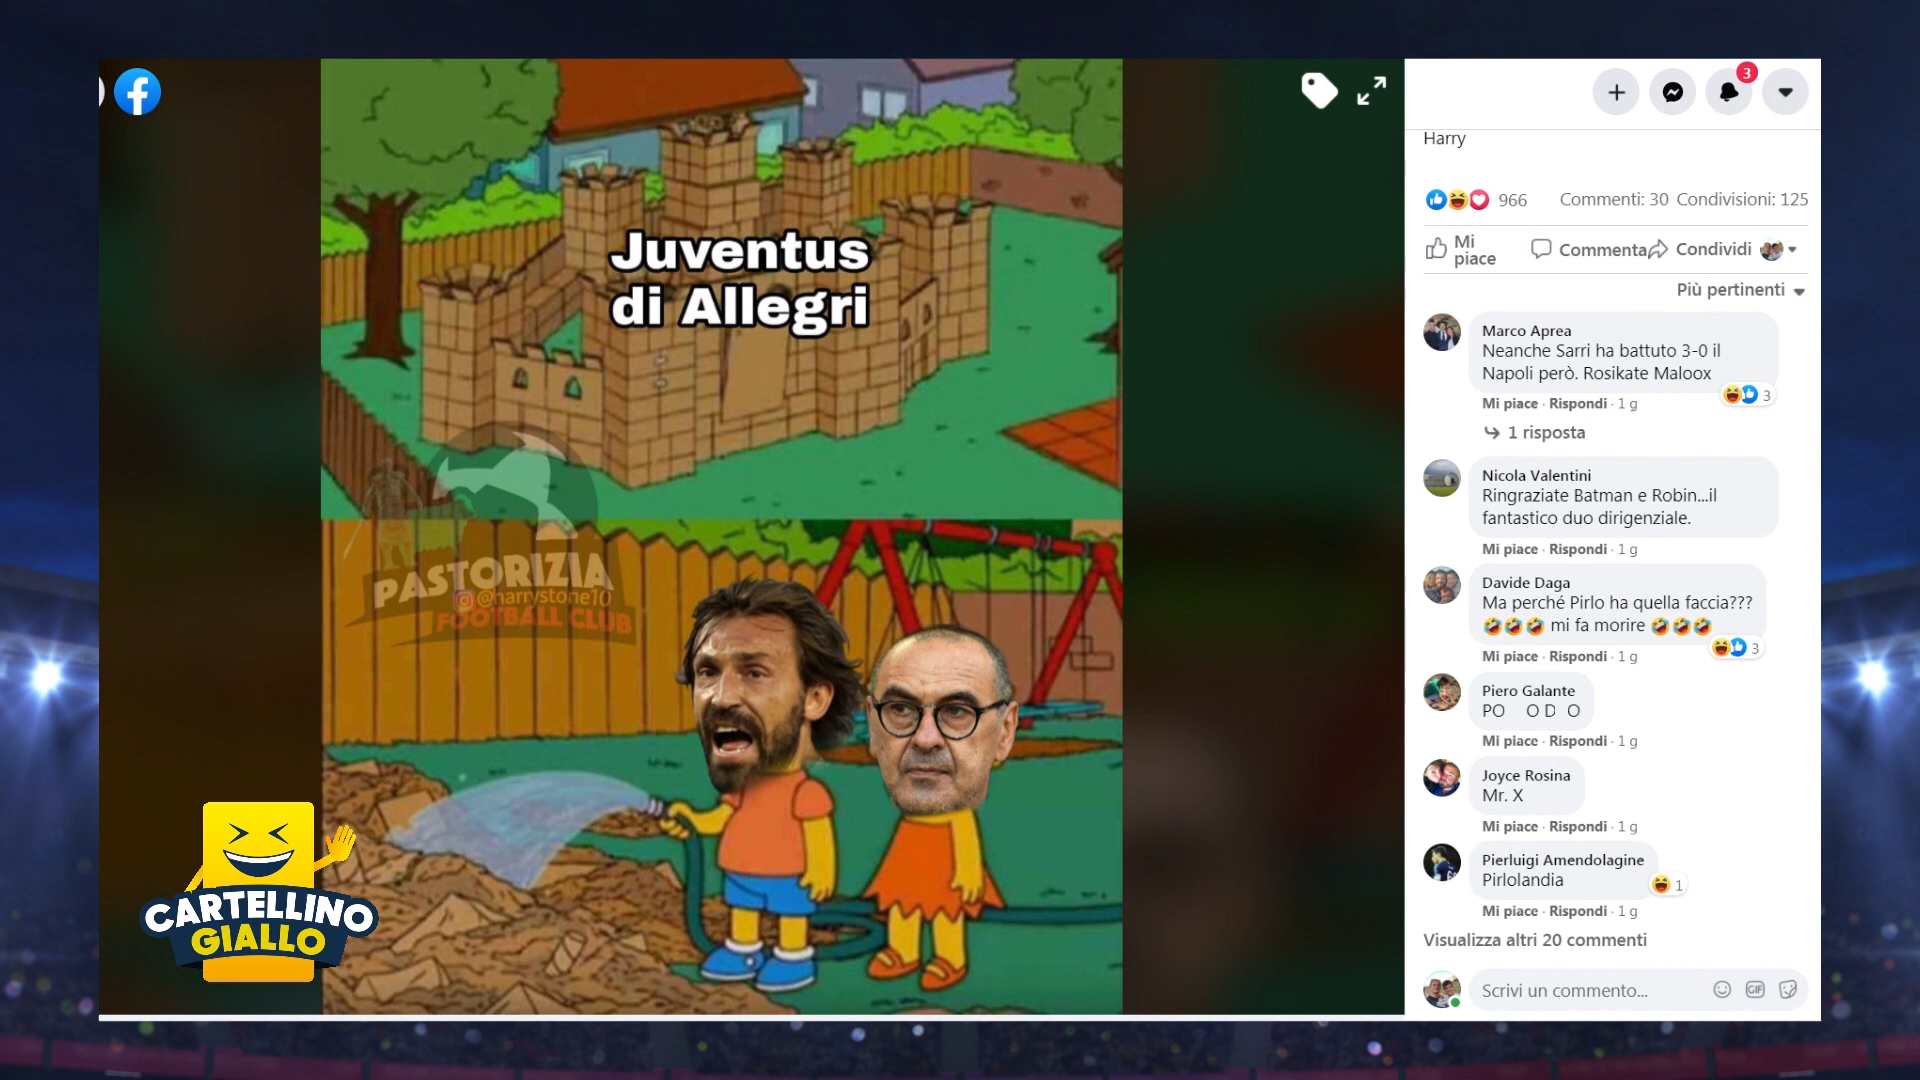 Juventus
di Allegri
PASTORIZIA
@harrystone10
FOOTBALL CLUB
CARTELLINO
GIALLO
3
Harry
966 Commenti: 30 Condivisioni: 125
Mi piace Commenta Condividi
Più pertinenti
Marco Aprea
Neanche Sarri ha battuto 3-0 il
Napoli però. Rosikate Maloox
3
Mi piace · Rispondi · 1 g
1 risposta
Nicola Valentini
Ringraziate Batman e Robin...il
fantastico duo dirigenziale.
Mi piace · Rispondi · 1 g
Davide Daga
Ma perché Pirlo ha quella faccia???
🤣🤣🤣 mi fa morire 🤣🤣🤣
3
Mi piace · Rispondi · 1 g
Piero Galante
PO O D O
Mi piace · Rispondi · 1 g
Joyce Rosina
Mr. X
Mi piace · Rispondi · 1 g
Pierluigi Amendolagine
Pirlolandia
1
Mi piace · Rispondi · 1 g
Visualizza altri 20 commenti
Scrivi un commento...
GIF